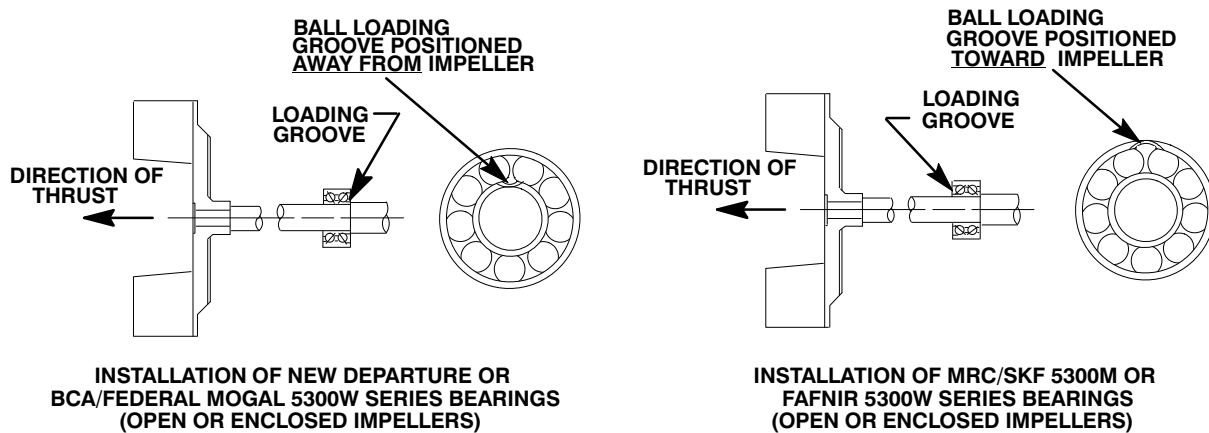 BALL LOADING
GROOVE POSITIONED
AWAY FROM IMPELLER
LOADING
GROOVE
DIRECTION OF
THRUST
INSTALLATION OF NEW DEPARTURE OR
BCA/FEDERAL MOGAL 5300W SERIES BEARINGS
(OPEN OR ENCLOSED IMPELLERS)
BALL LOADING
GROOVE POSITIONED
TOWARD IMPELLER
LOADING
GROOVE
DIRECTION OF
THRUST
INSTALLATION OF MRC/SKF 5300M OR
FAFNIR 5300W SERIES BEARINGS
(OPEN OR ENCLOSED IMPELLERS)